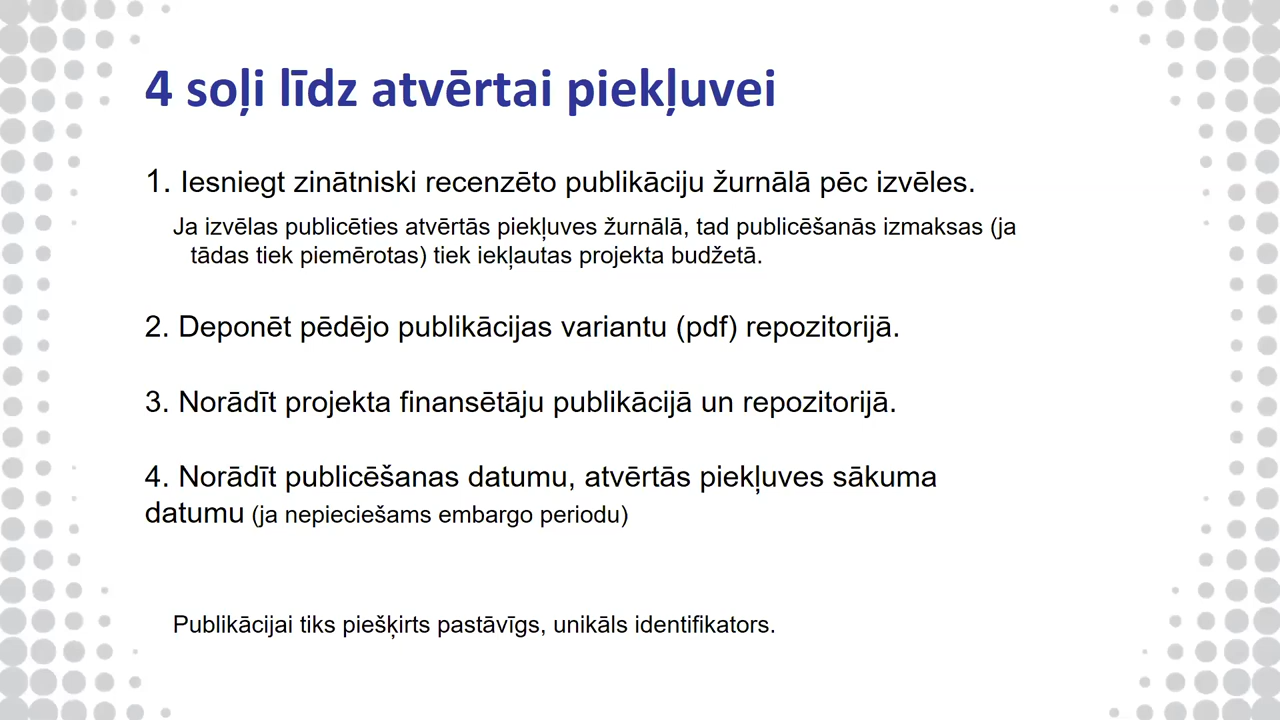 4 soļi līdz atvērtai piekļuvei
1. Iesniegt zinātniski recenzēto publikāciju žurnālā pēc izvēles.
Ja izvēlas publicēties atvērtās piekļuves žurnālā, tad publicēšanās izmaksas (ja
tādas tiek piemērotas) tiek iekļautas projekta budžetā.
2. Deponēt pēdējo publikācijas variantu (pdf) repozitorijā.
3. Norādīt projekta finansētāju publikācijā un repozitorijā.
4. Norādīt publicēšanas datumu, atvērtās piekļuves sākuma
datumu (ja nepieciešams embargo periodu)
Publikācijai tiks piešķirts pastāvīgs, unikāls identifikators.